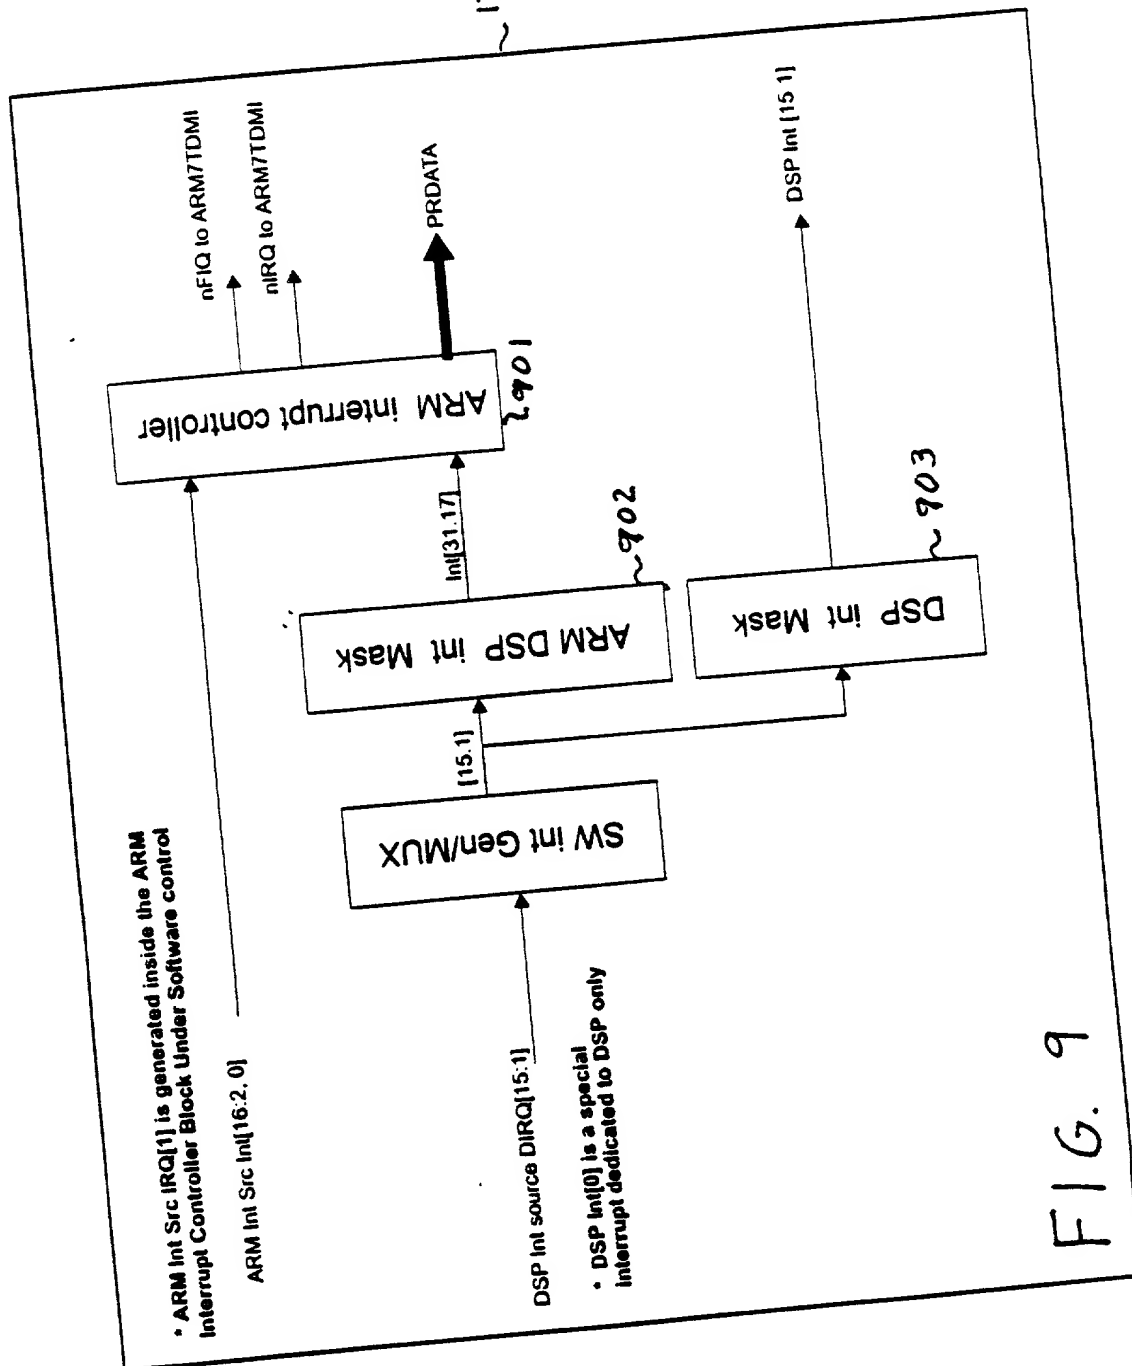 * ARM Int Src IRQ[1] is generated inside the ARM
Interrupt Controller Block Under Software control
ARM Int Src Int[16:2, 0]
nFIQ to ARM7TDMI
nIRQ to ARM7TDMI
PRDATA
ARM interrupt controller
901
Int[31.17]
ARM DSP int Mask
902
[15.1]
SW int Gen/MUX
DSP Int source DIRQ[15:1]
* DSP Int[0] is a special
interrupt dedicated to DSP only
DSP int Mask
903
DSP Int [15 1]
FIG. 9